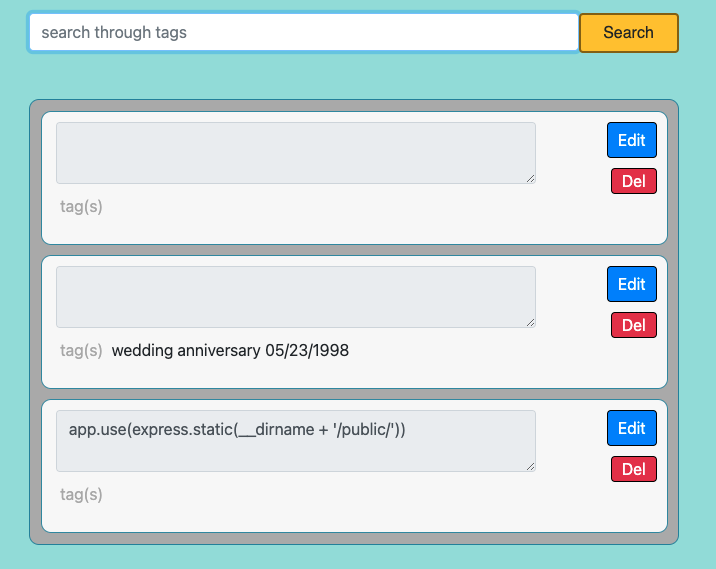 search through tags
Search
Edit
Del
tag(s)
Edit
Del
tag(s) wedding anniversary 05/23/1998
app.use(express.static(__dirname + '/public/'))
Edit
Del
tag(s)